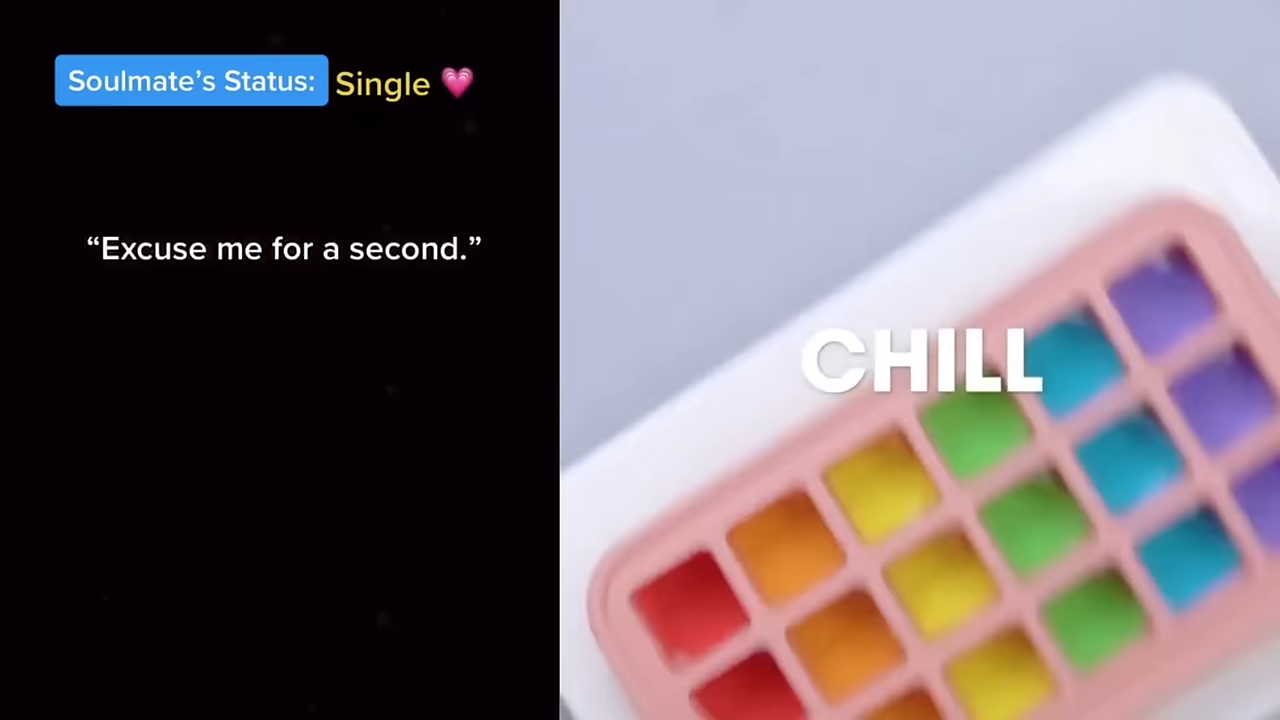 Soulmate’s Status: Single 💗
“Excuse me for a second.”
CHILL